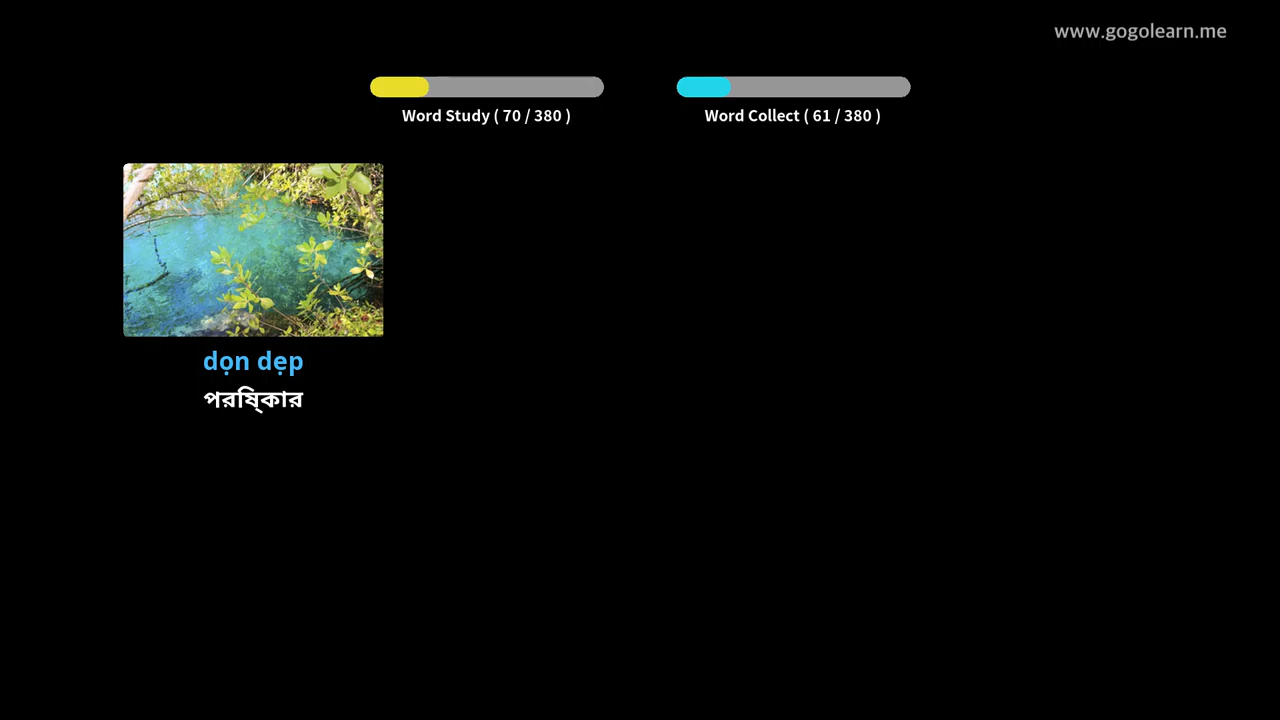 www.gogolearn.me
Word Study ( 70 / 380 )
Word Collect ( 61 / 380 )
dọn dẹp
পরিষ্কার